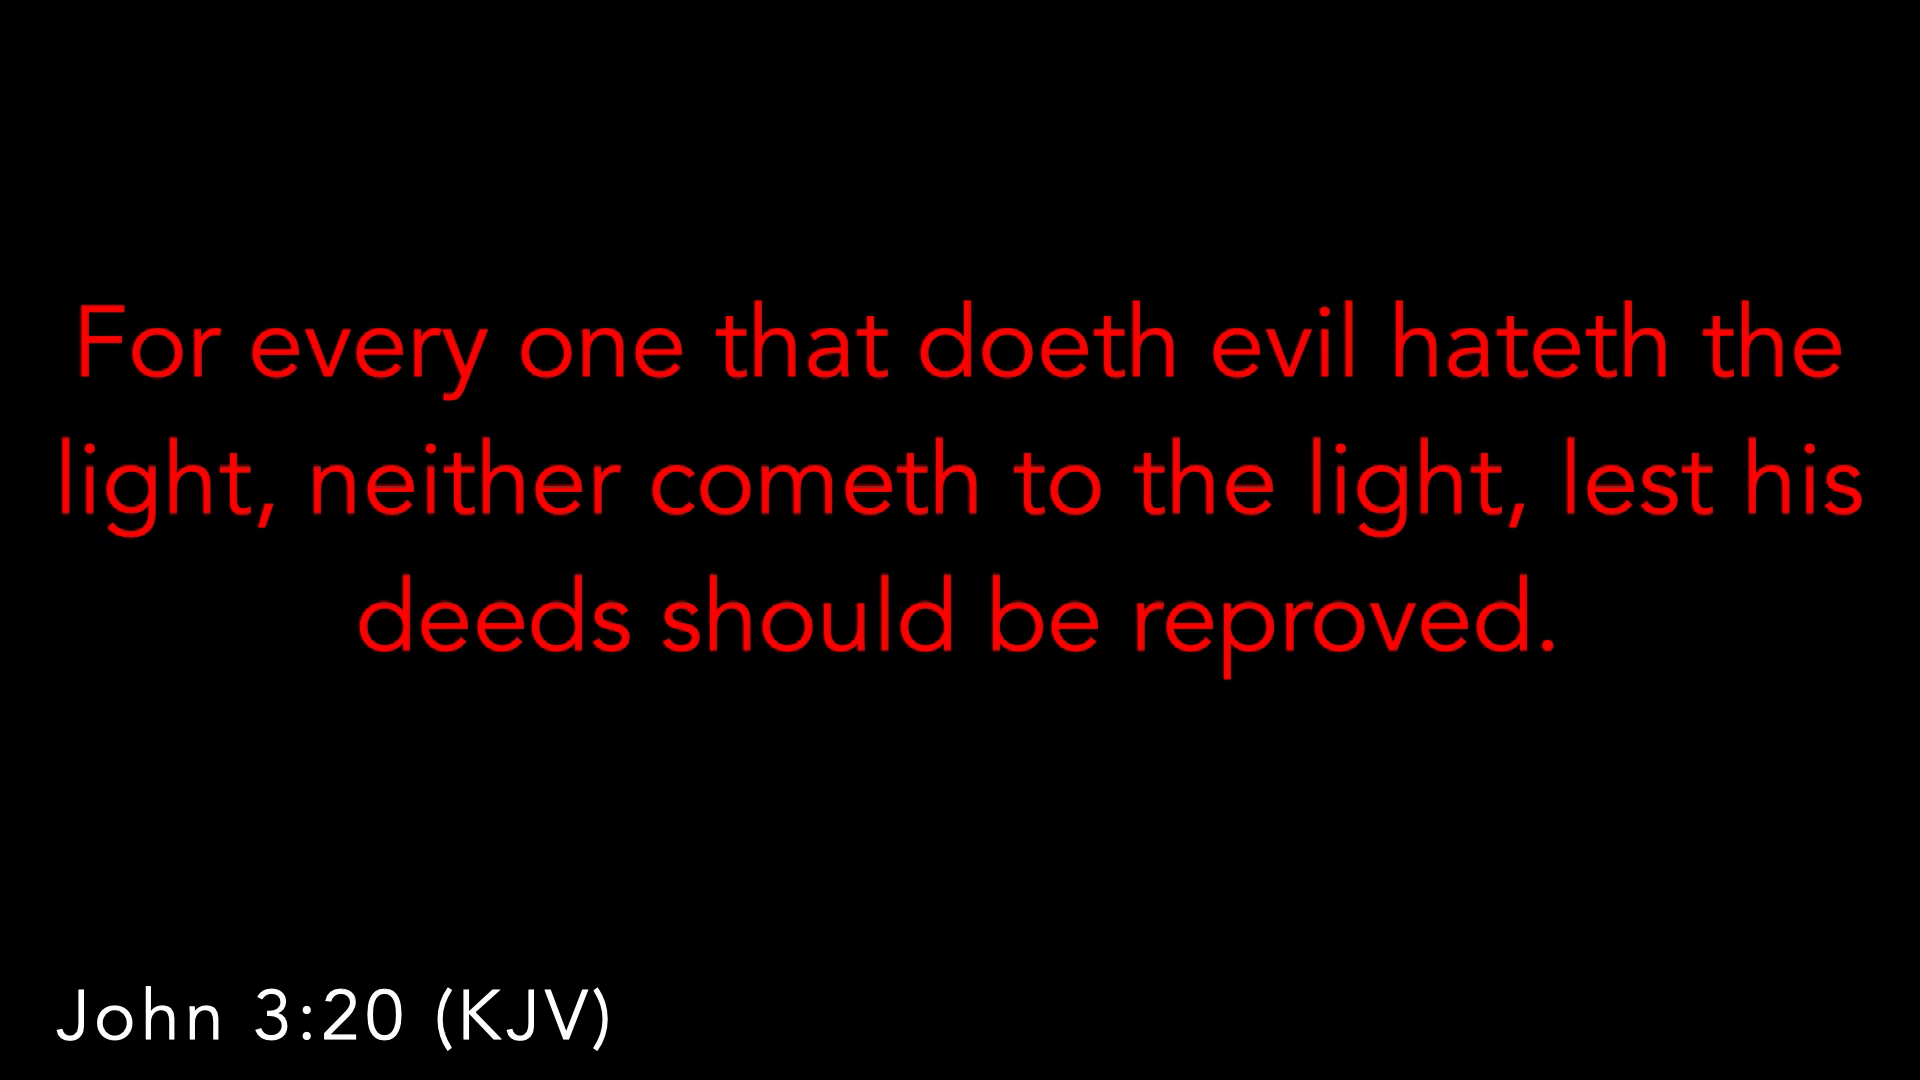 For every one that doeth evil hateth the
light, neither cometh to the light, lest his
deeds should be reproved.
John 3:20 (KJV)